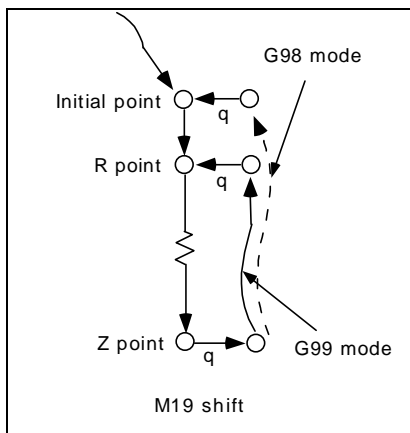 G98 mode
Initial point
q
R point
q
Z point
q
G99 mode
M19 shift